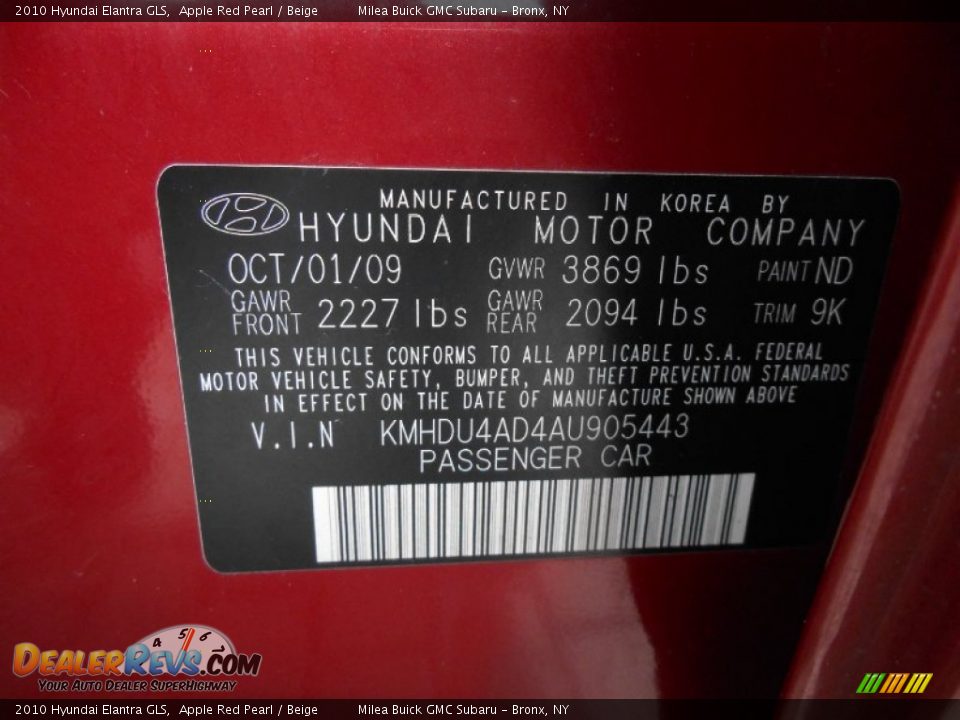 2010 Hyundai Elantra GLS, Apple Red Pearl / Beige Milea Buick GMC Subaru - Bronx, NY
MANUFACTURED IN KOREA BY
HYUNDAI MOTOR COMPANY
OCT/01/09 GVWR 3869 lbs PAINT ND
GAWR FRONT 2227 lbs GAWR REAR 2094 lbs TRIM 9K
THIS VEHICLE CONFORMS TO ALL APPLICABLE U.S.A. FEDERAL
MOTOR VEHICLE SAFETY, BUMPER, AND THEFT PREVENTION STANDARDS
IN EFFECT ON THE DATE OF MANUFACTURE SHOWN ABOVE
V.I.N KMHDU4AD4AU905443
PASSENGER CAR
4 5 6
DEALERREVS.COM
YOUR AUTO DEALER SUPERHIGHWAY
2010 Hyundai Elantra GLS, Apple Red Pearl / Beige Milea Buick GMC Subaru - Bronx, NY